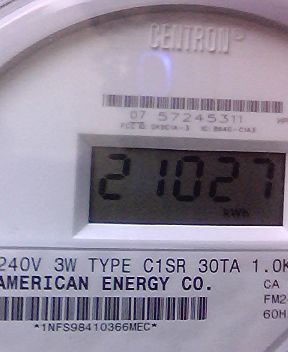 CENTRON®
07 57245311
21027
kWh
240V 3W TYPE C1SR 30TA 1.0K
AMERICAN ENERGY CO.
CA
FM2
60H
*1NFS98410366MEC*